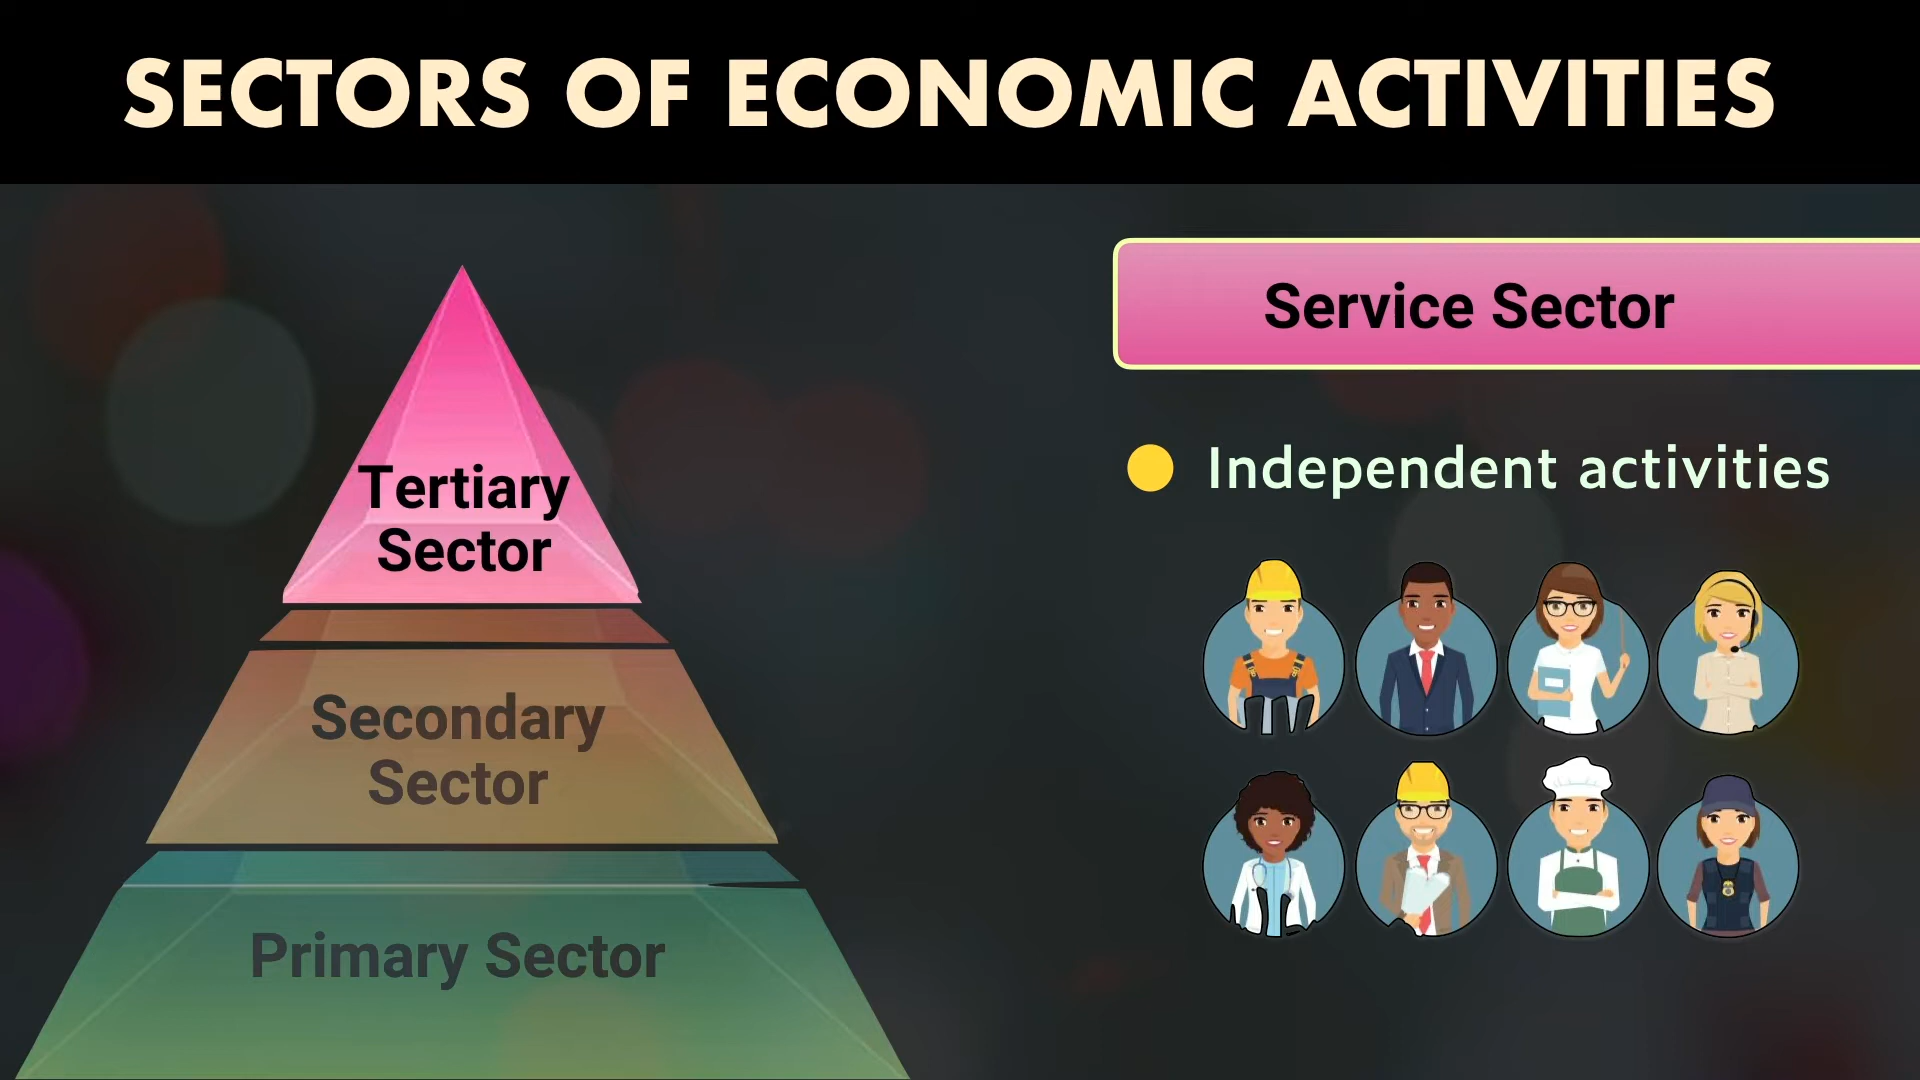 SECTORS OF ECONOMIC ACTIVITIES
Tertiary
Sector
Secondary
Sector
Primary Sector
Service Sector
Independent activities